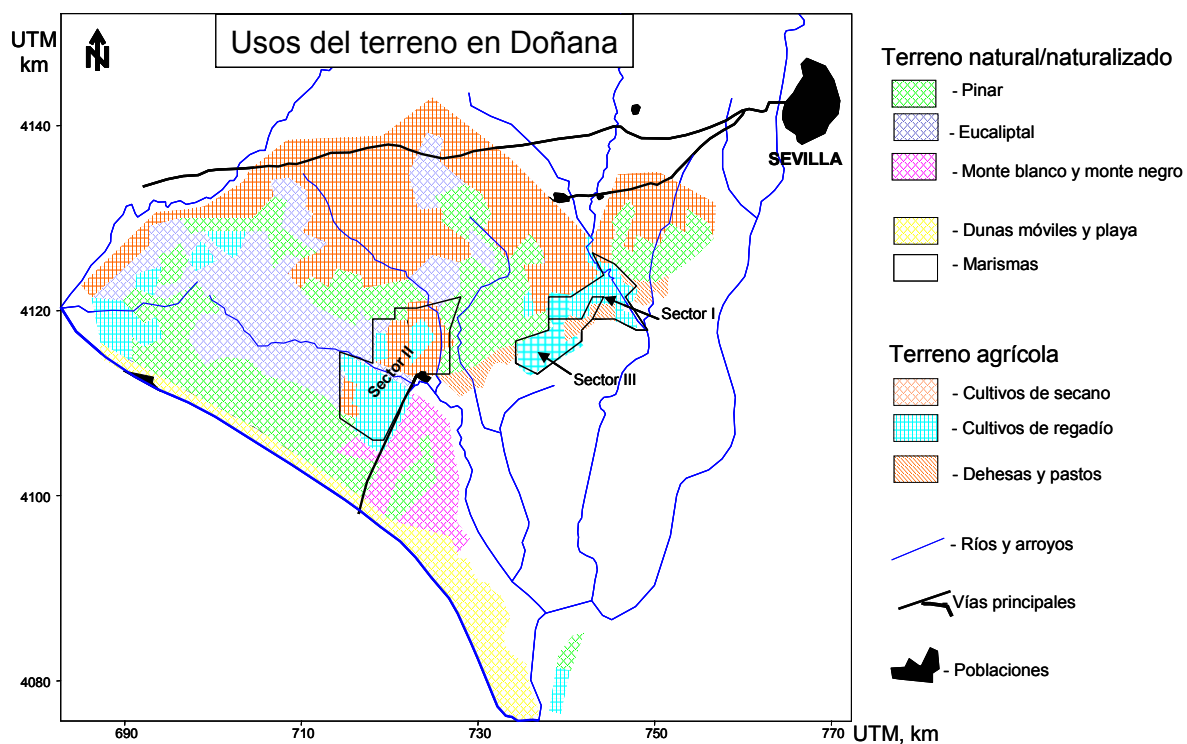 Usos del terreno en Doñana
UTM
km
N
4140
4120
4100
4080
690
710
730
750
770
UTM, km
SEVILLA
Sector I
Sector II
Sector III
Terreno natural/naturalizado
- Pinar
- Eucaliptal
- Monte blanco y monte negro
- Dunas móviles y playa
- Marismas
Terreno agrícola
- Cultivos de secano
- Cultivos de regadío
- Dehesas y pastos
- Ríos y arroyos
Vías principales
- Poblaciones